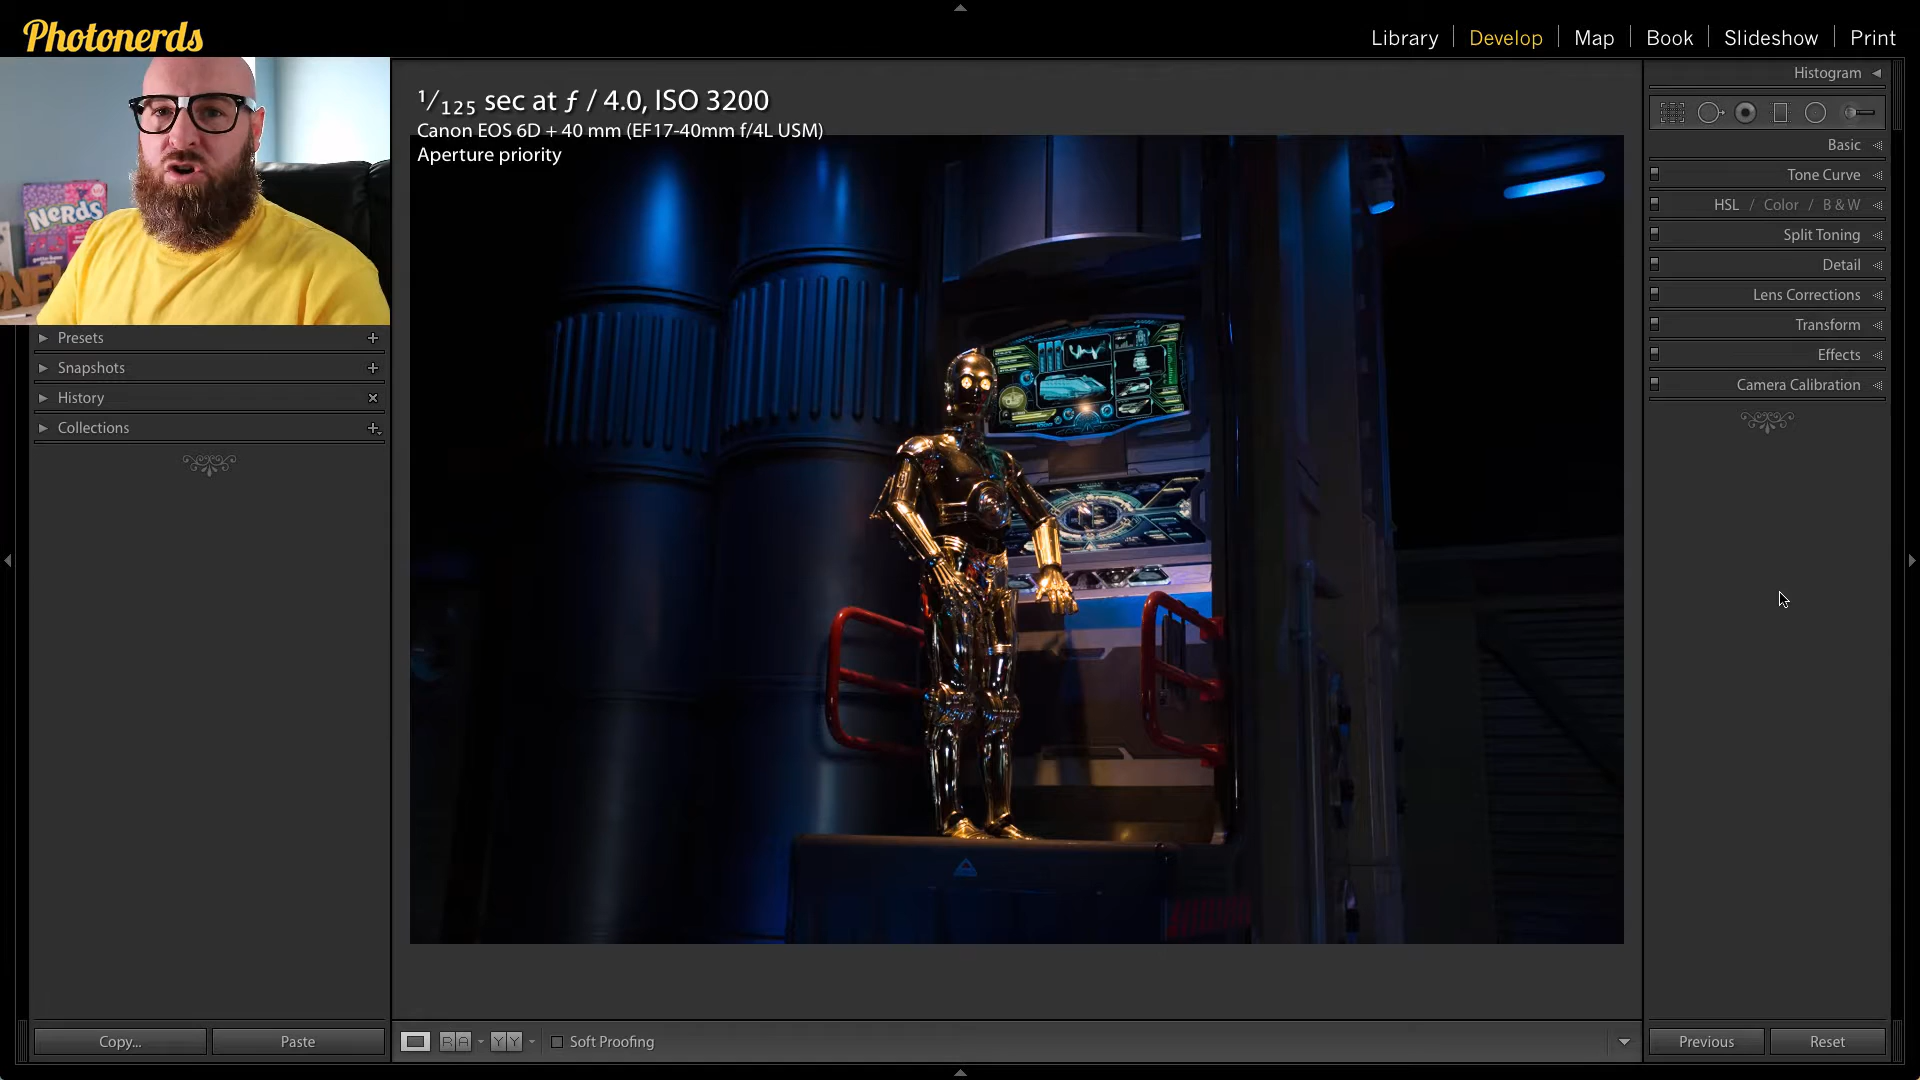 Photonerds
Library
Develop
Map
Book
Slideshow
Print
NeRDS
1/125 sec at ƒ / 4.0, ISO 3200
Canon EOS 6D + 40 mm (EF17-40mm f/4L USM)
Aperture priority
Presets
Snapshots
History
Collections
Histogram
Basic
Tone Curve
HSL / Color / B & W
Split Toning
Detail
Lens Corrections
Transform
Effects
Camera Calibration
Copy...
Paste
R A
Y Y
Soft Proofing
Previous
Reset